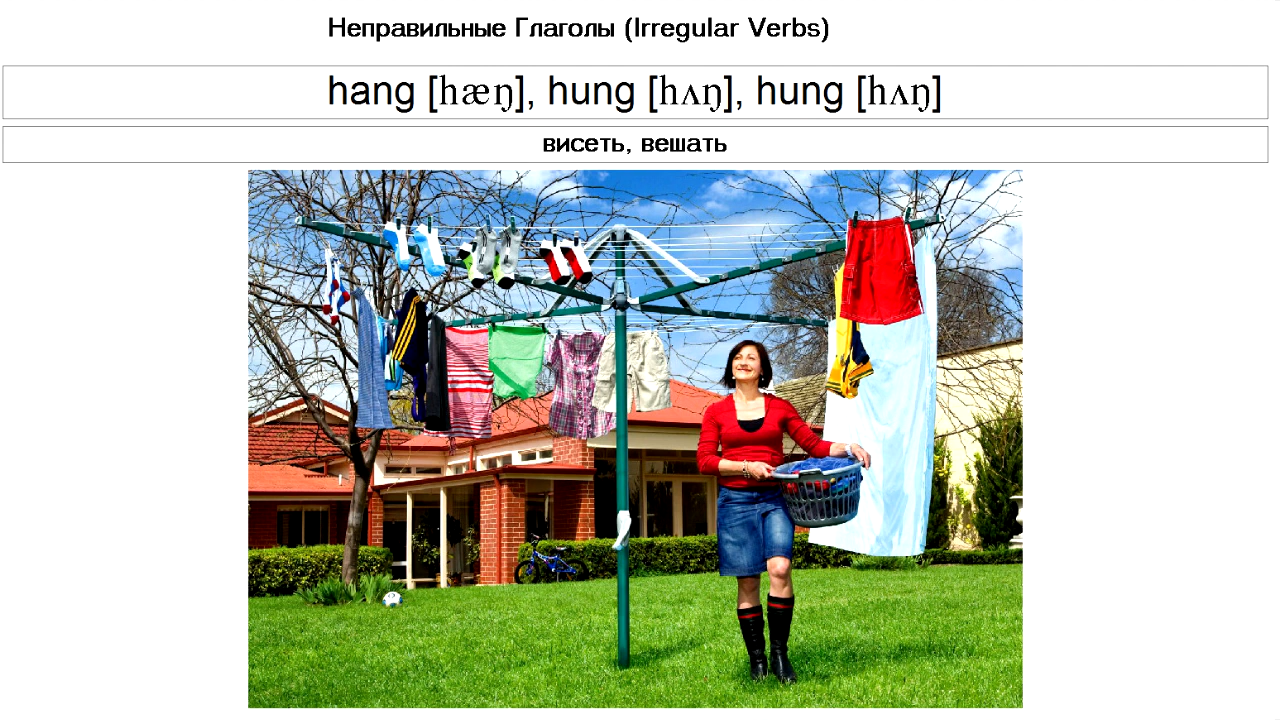 Неправильные Глаголы (Irregular Verbs)
hang [hæŋ], hung [hʌŋ], hung [hʌŋ]
висеть, вешать